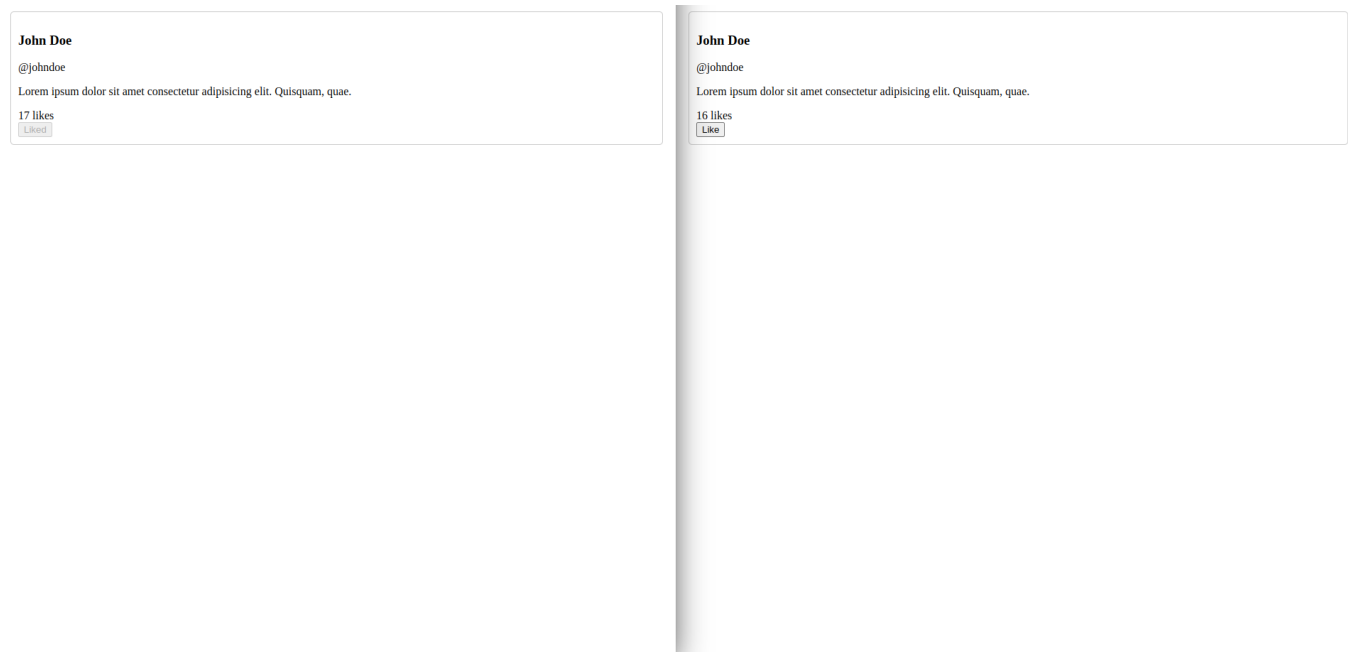 John Doe
@johndoe
Lorem ipsum dolor sit amet consectetur adipisicing elit. Quisquam, quae.
17 likes
Liked
John Doe
@johndoe
Lorem ipsum dolor sit amet consectetur adipisicing elit. Quisquam, quae.
16 likes
Like